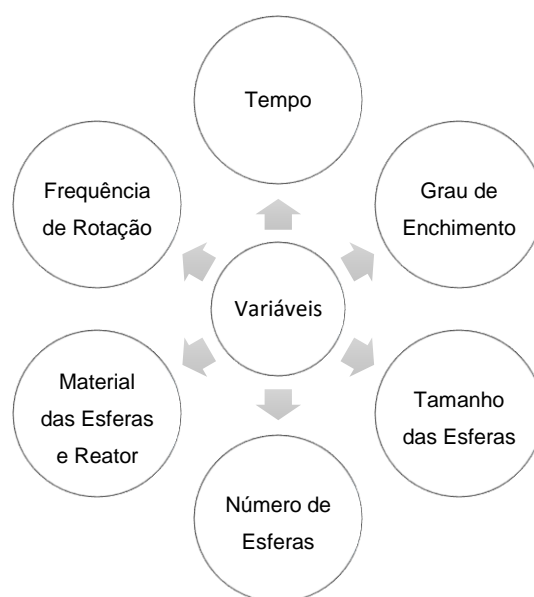 Tempo
Frequência
de Rotação
Grau de
Enchimento
Variáveis
Material
das Esferas
e Reator
Tamanho
das Esferas
Número de
Esferas